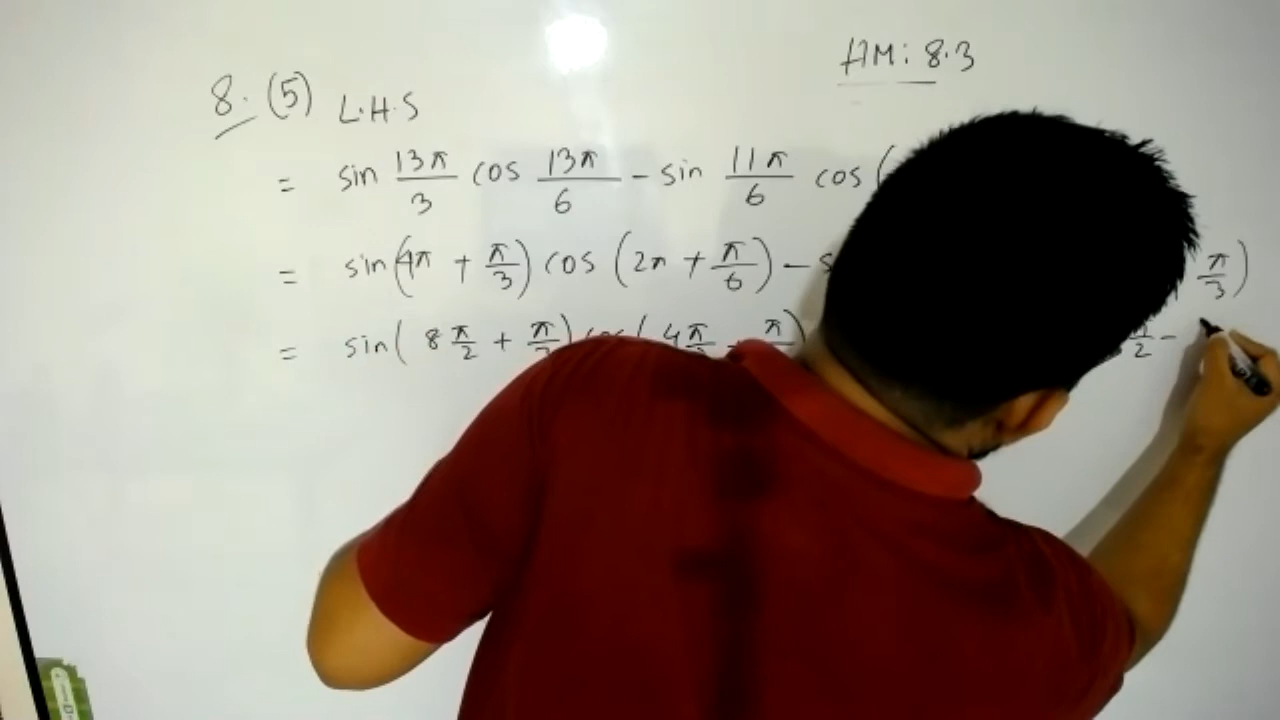 HM: 8.3
8. (5) L.H.S
= sin 13π/3 cos 13π/6 - sin 11π/6 cos (
= sin(4π + π/3) cos (2π + π/6) - s π/3)
= sin( 8 π/2 + π/3) cos( 4 π/2 + π/ π/2 -